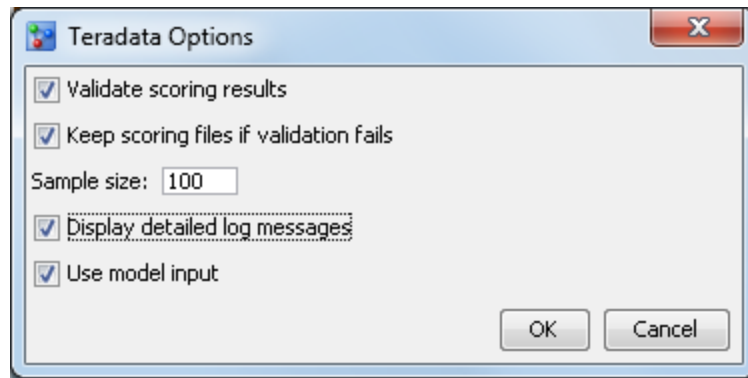 Teradata Options
Validate scoring results
Keep scoring files if validation fails
Sample size: 100
Display detailed log messages
Use model input
OK Cancel